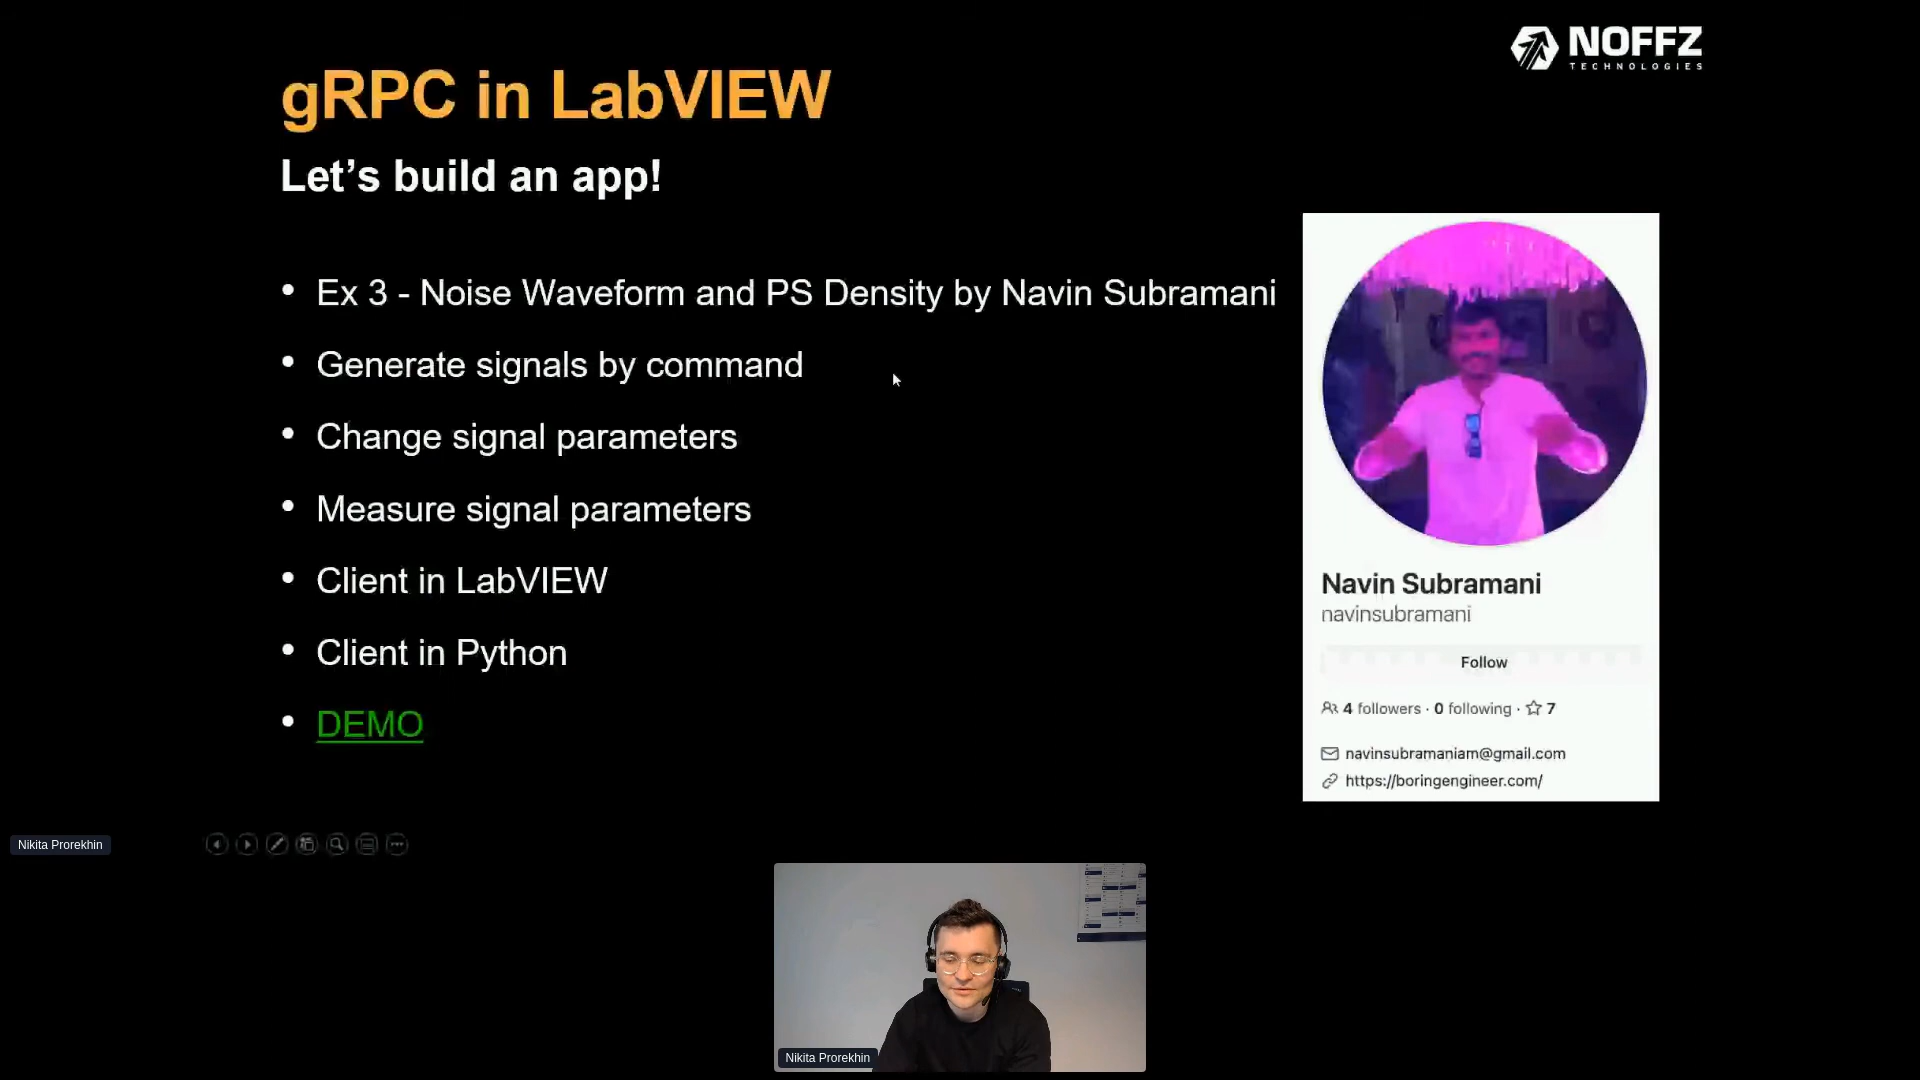 NOFFZ
TECHNOLOGIES
gRPC in LabVIEW
Let’s build an app!
• Ex 3 - Noise Waveform and PS Density by Navin Subramani
• Generate signals by command
• Change signal parameters
• Measure signal parameters
• Client in LabVIEW
• Client in Python
• DEMO
Navin Subramani
navinsubramani
Follow
4 followers · 0 following · 7
navinsubramaniam@gmail.com
https://boringengineer.com/
Nikita Prorekhin
Nikita Prorekhin